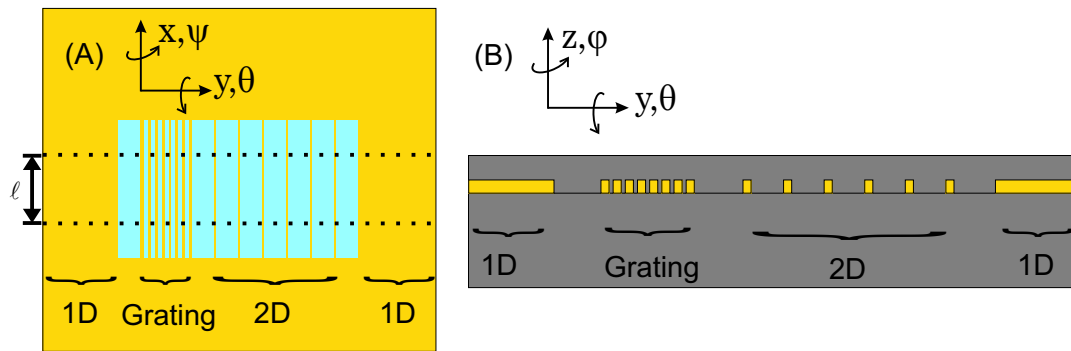 (A)
x,ψ
y,θ
ℓ
1D
Grating
2D
1D
(B)
z,φ
y,θ
1D
Grating
2D
1D